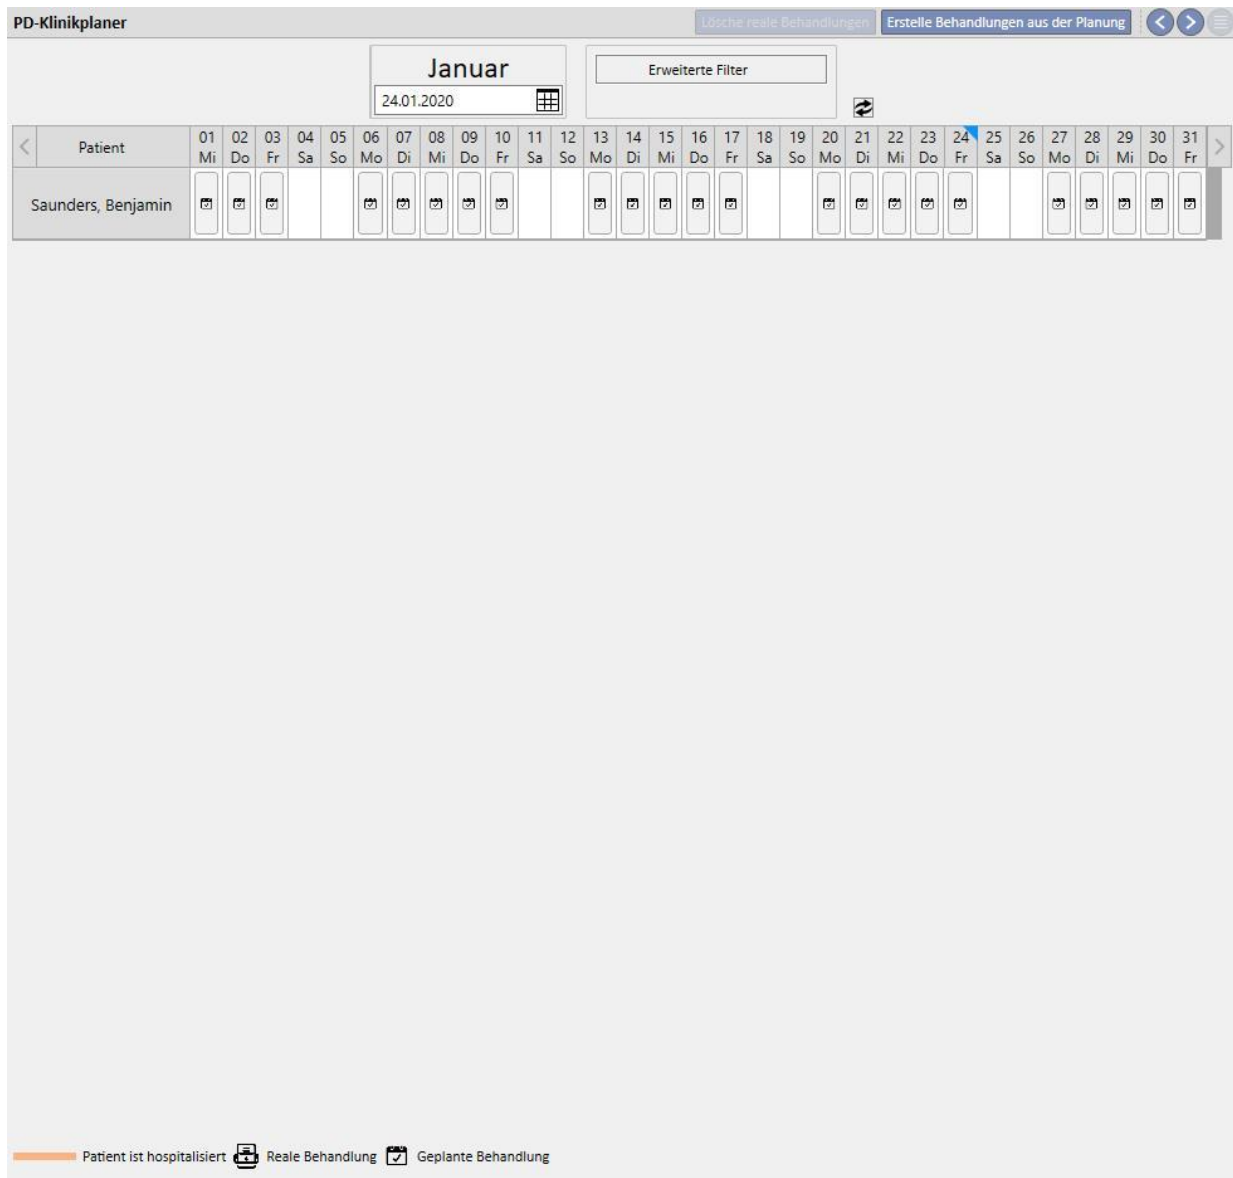 PD-Klinikplaner Lösche reale Behandlungen Erstelle Behandlungen aus der Planung
Januar
Erweiterte Filter
24.01.2020
Patient 01 02 03 04 05 06 07 08 09 10 11 12 13 14 15 16 17 18 19 20 21 22 23 24 25 26 27 28 29 30 31
Mi Do Fr Sa So Mo Di Mi Do Fr Sa So Mo Di Mi Do Fr Sa So Mo Di Mi Do Fr Sa So Mo Di Mi Do Fr
Saunders, Benjamin
Patient ist hospitalisiert Reale Behandlung Geplante Behandlung